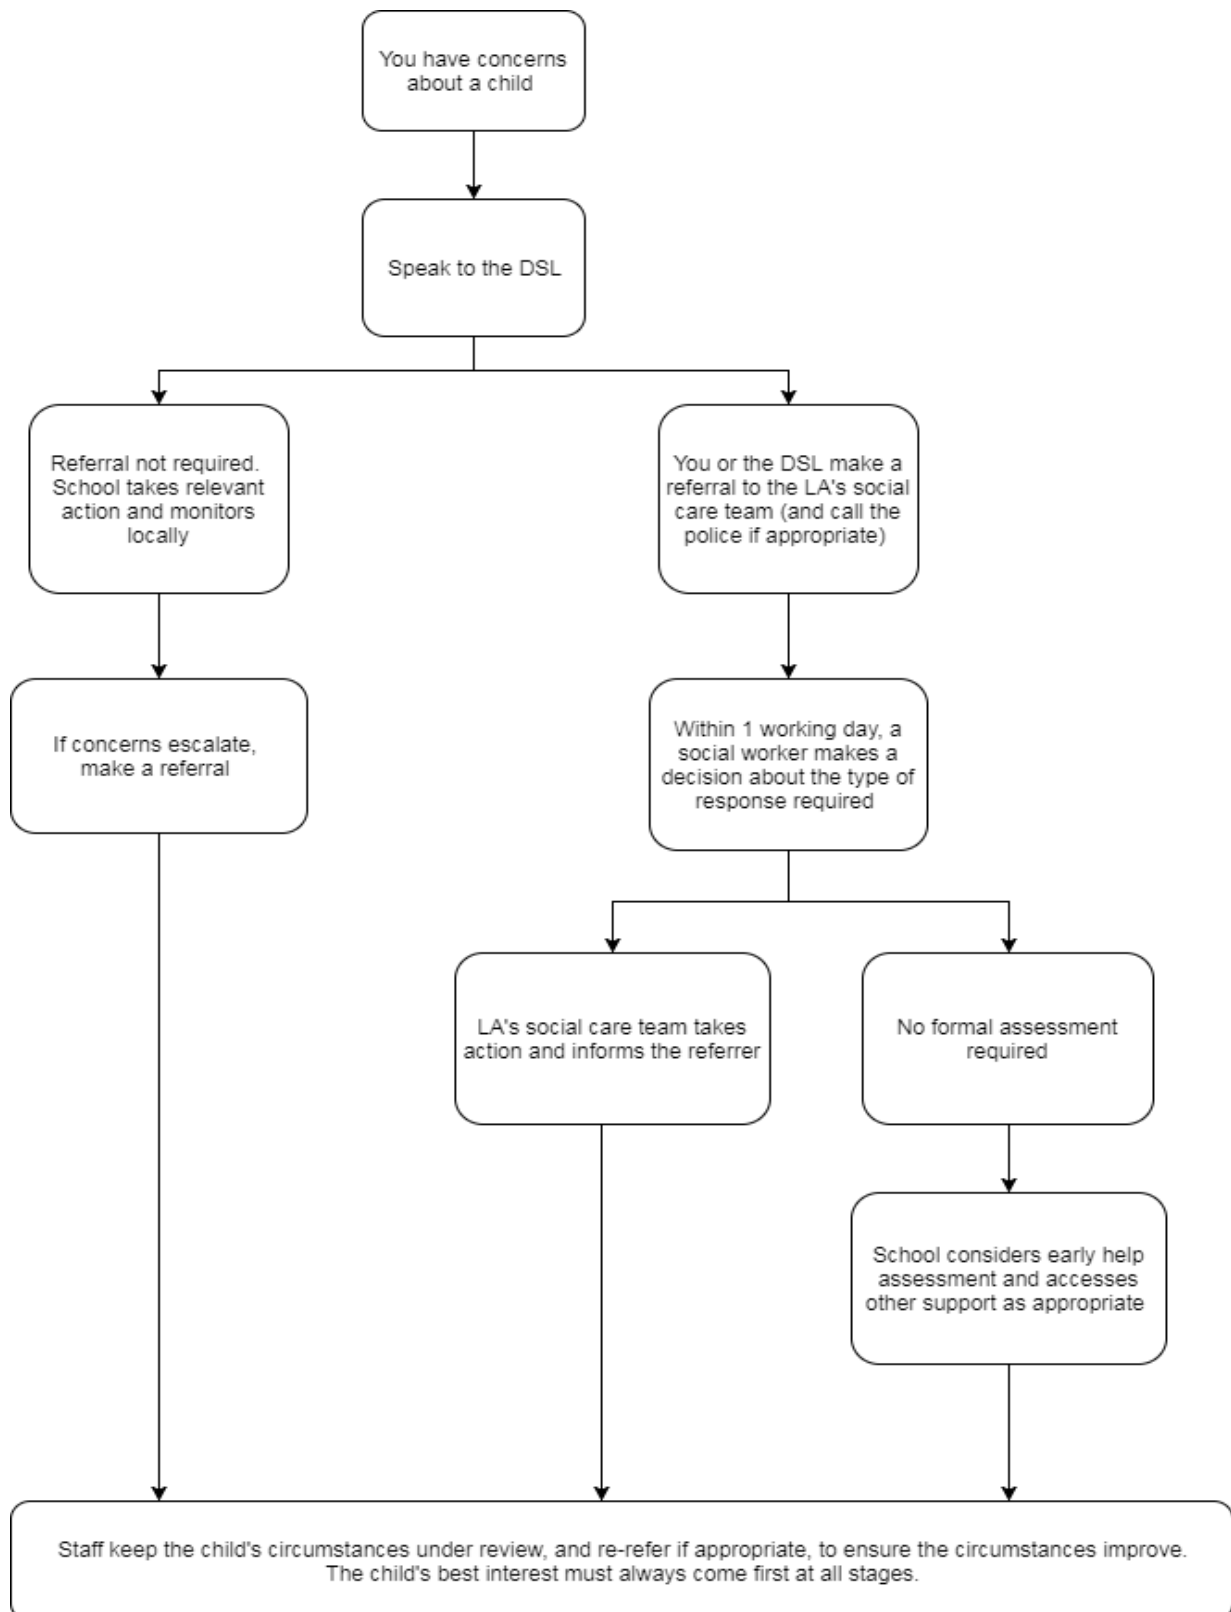 You have concerns
about a child
Speak to the DSL
Referral not required.
School takes relevant
action and monitors
locally
You or the DSL make a
referral to the LA's social
care team (and call the
police if appropriate)
If concerns escalate,
make a referral
Within 1 working day, a
social worker makes a
decision about the type of
response required
LA's social care team takes
action and informs the referrer
No formal assessment
required
School considers early help
assessment and accesses
other support as appropriate
Staff keep the child's circumstances under review, and re-refer if appropriate, to ensure the circumstances improve.
The child's best interest must always come first at all stages.